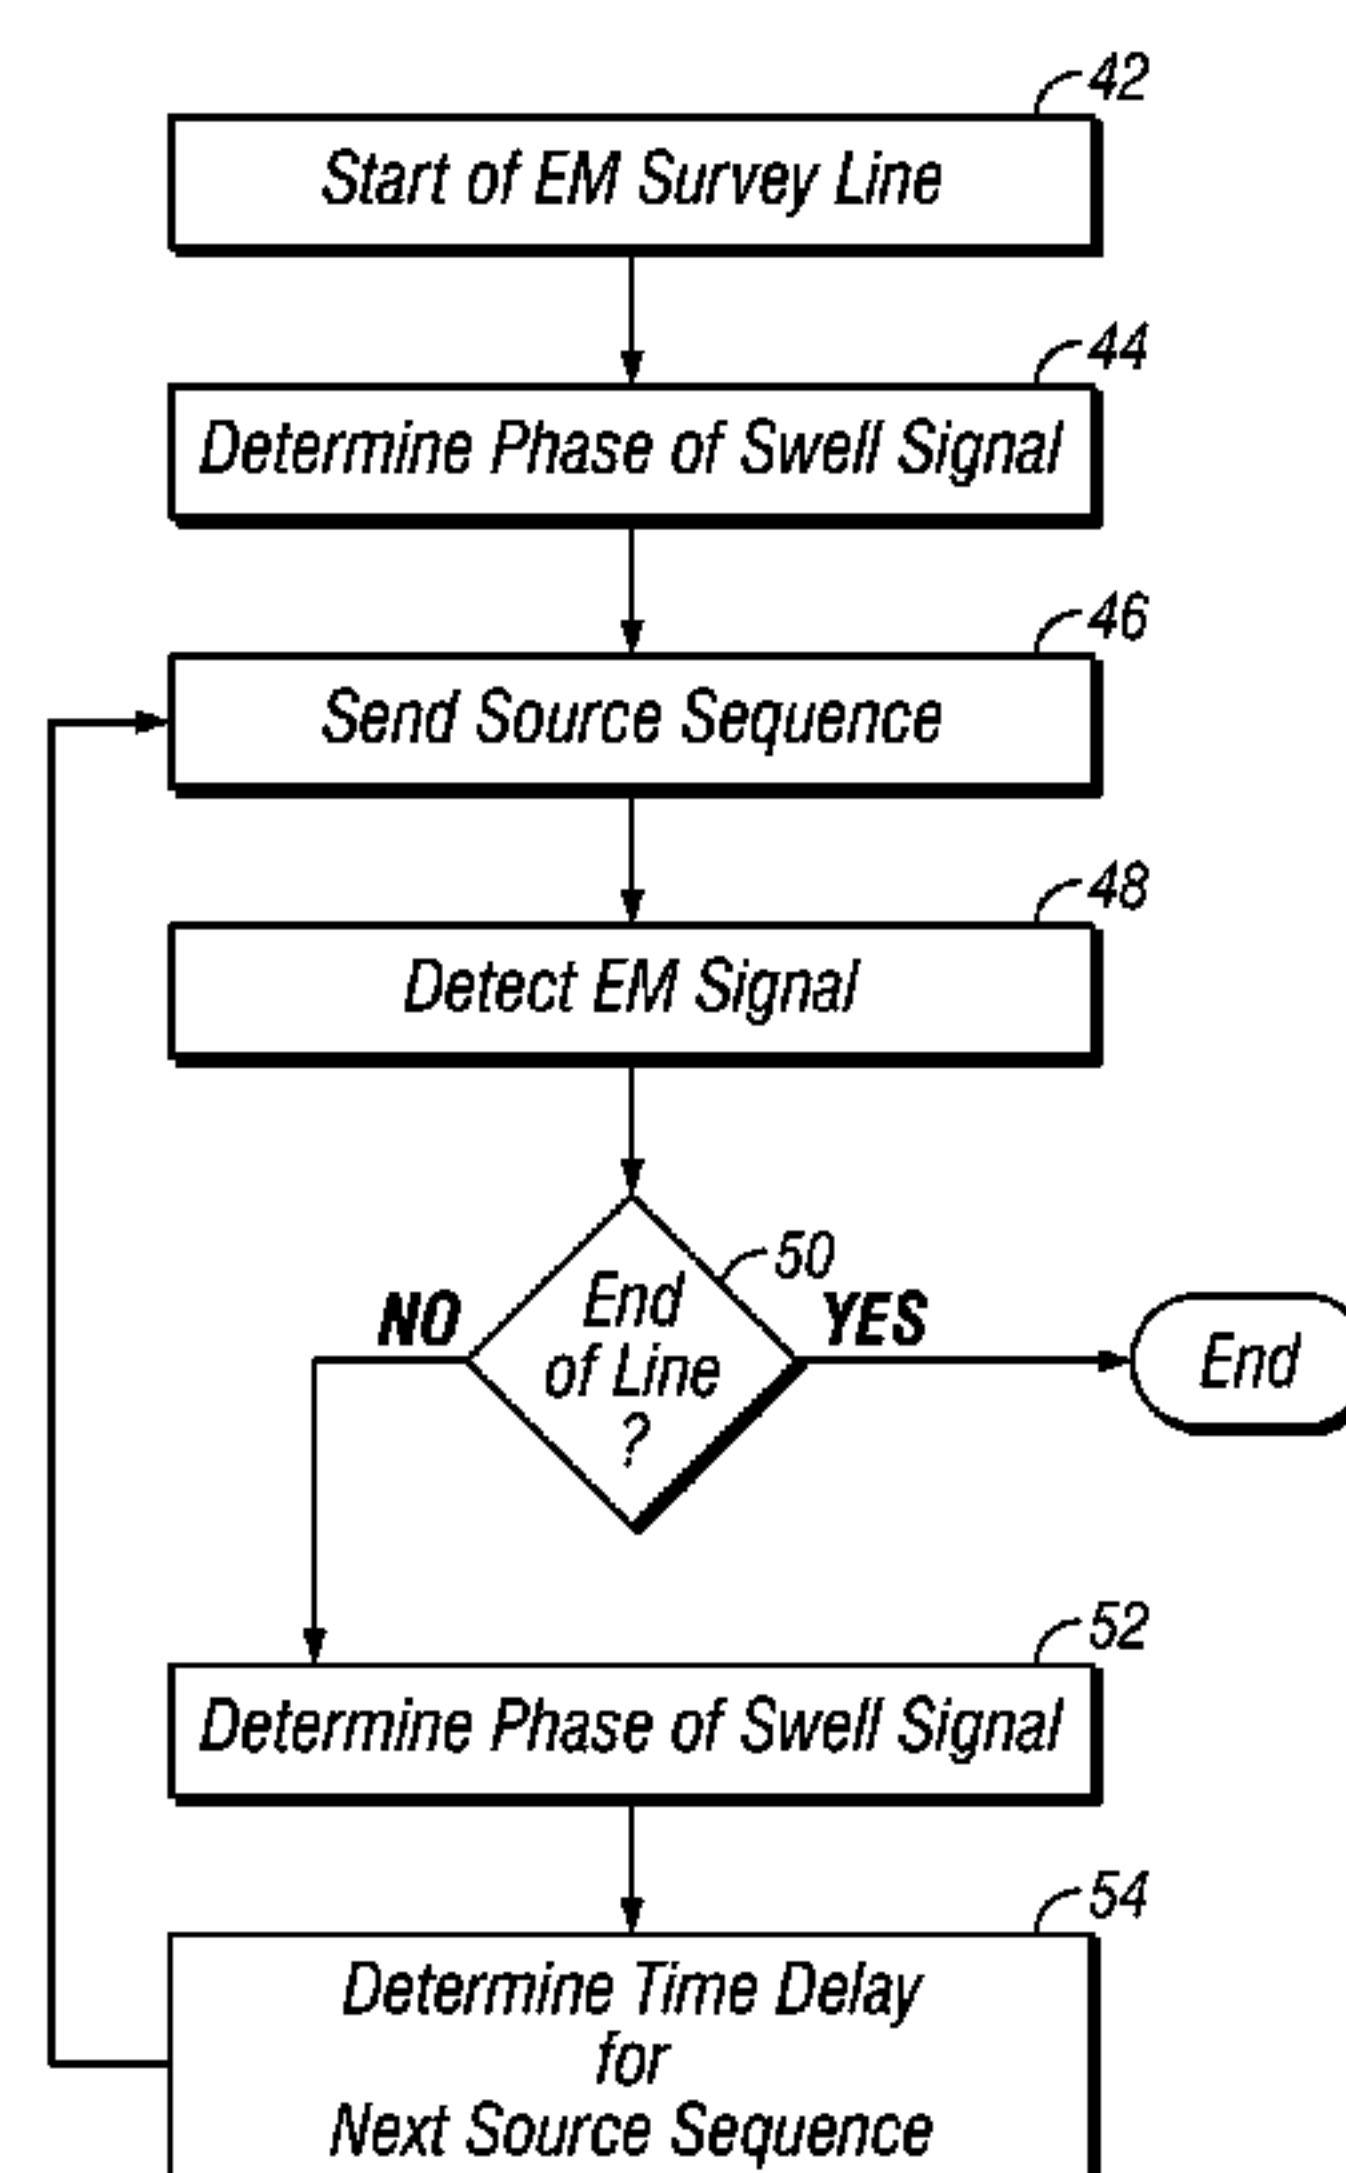 42
Start of EM Survey Line
44
Determine Phase of Swell Signal
46
Send Source Sequence
48
Detect EM Signal
50
NO
End
of Line
?
YES
End
52
Determine Phase of Swell Signal
54
Determine Time Delay
for
Next Source Sequence